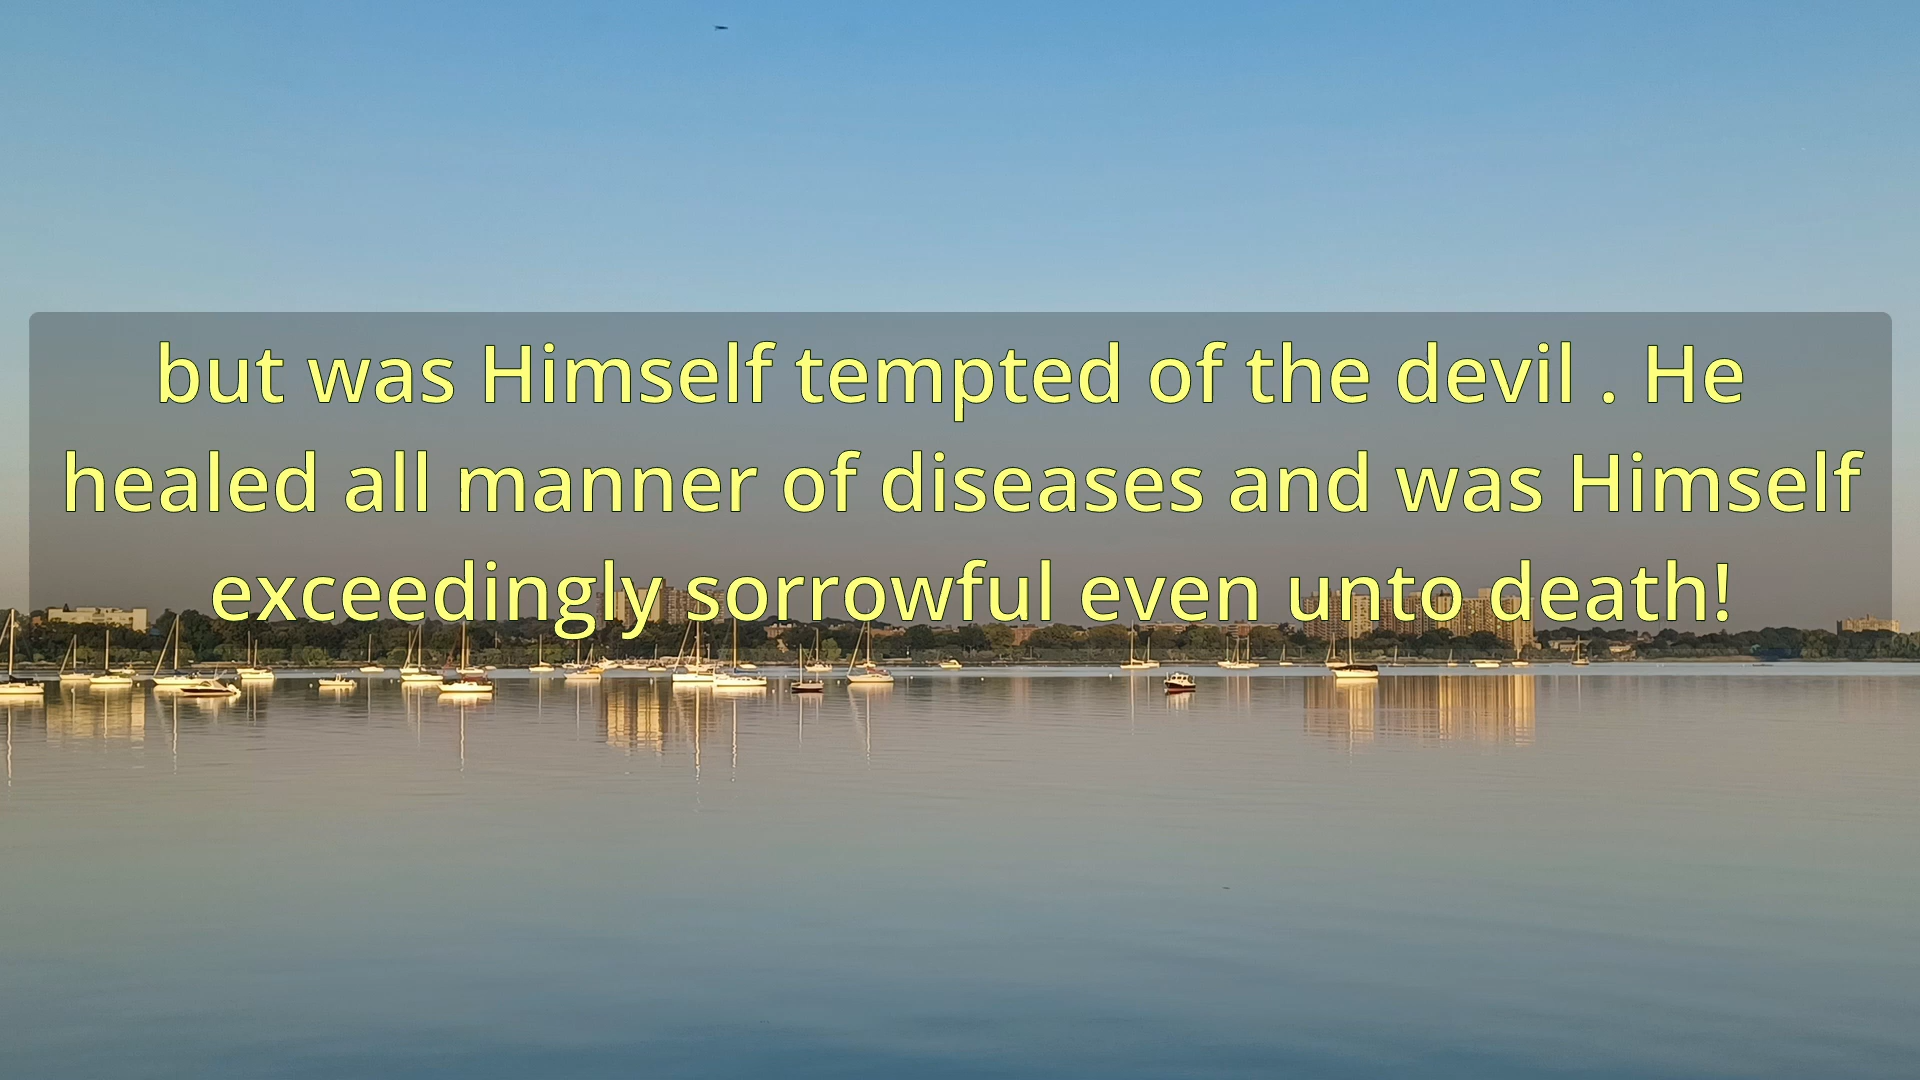 but was Himself tempted of the devil . He
healed all manner of diseases and was Himself
exceedingly sorrowful even unto death!